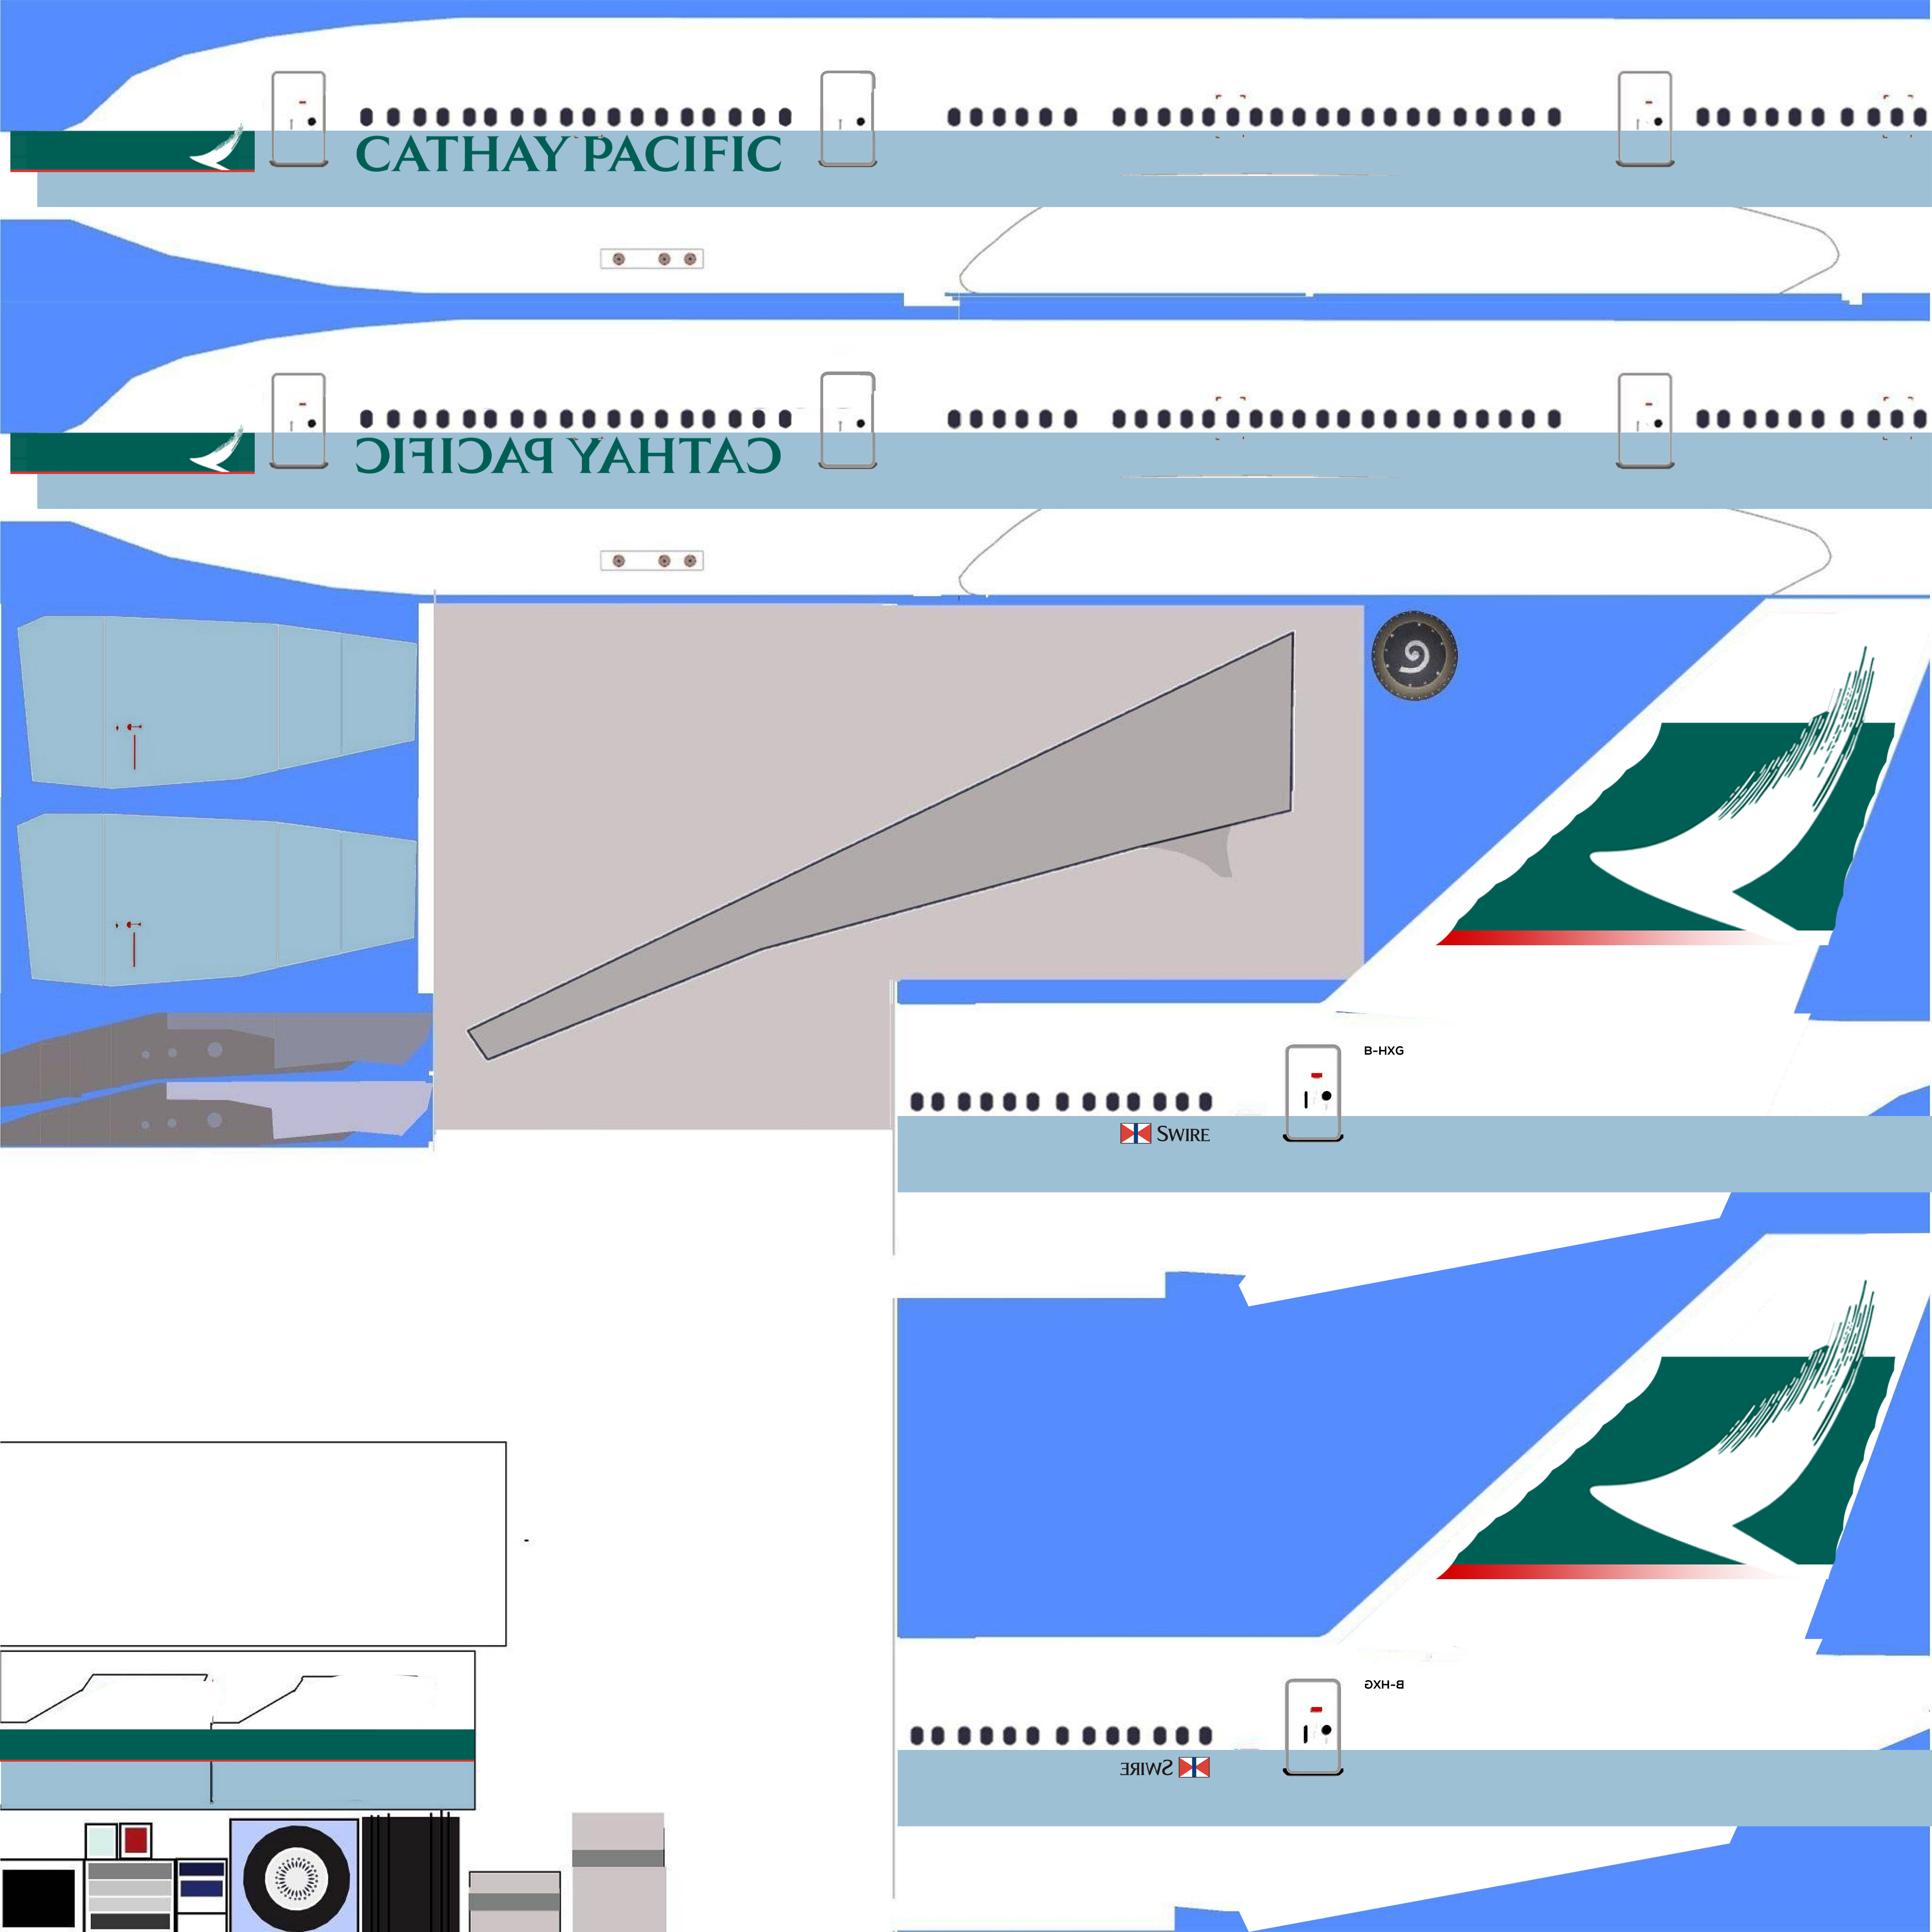 CATHAY PACIFIC
CATHAY PACIFIC
B-HXG
SWIRE
B-HXG
SWIRE